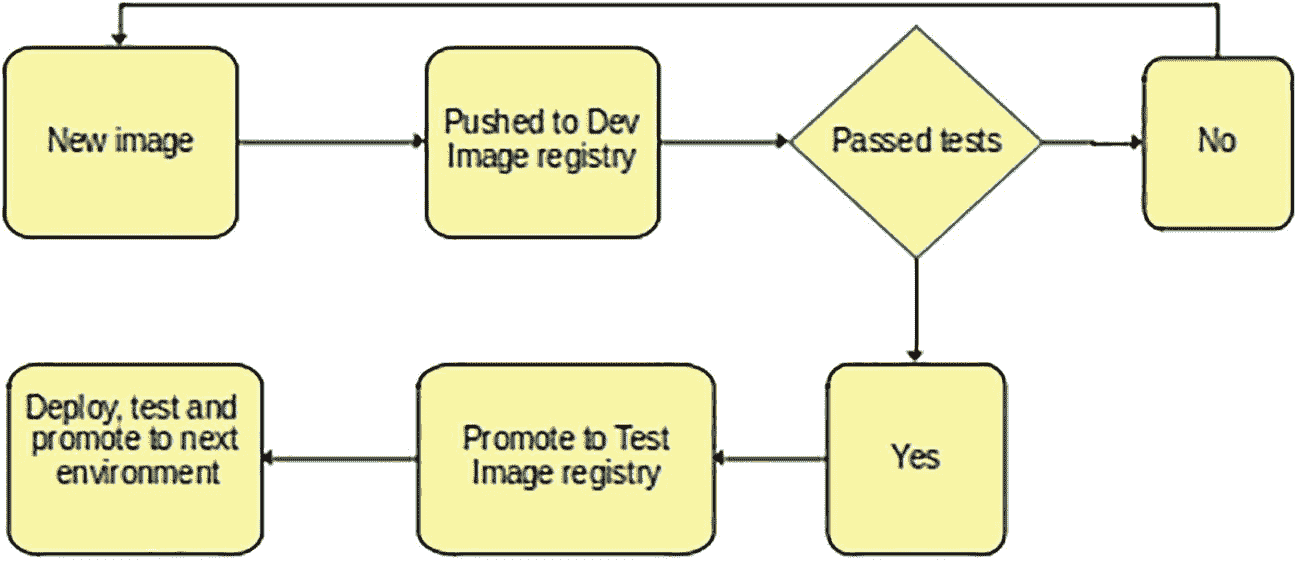 New image
Pushed to Dev
Image registry
Passed tests
No
Deploy, test and
promote to next
environment
Promote to Test
Image registry
Yes